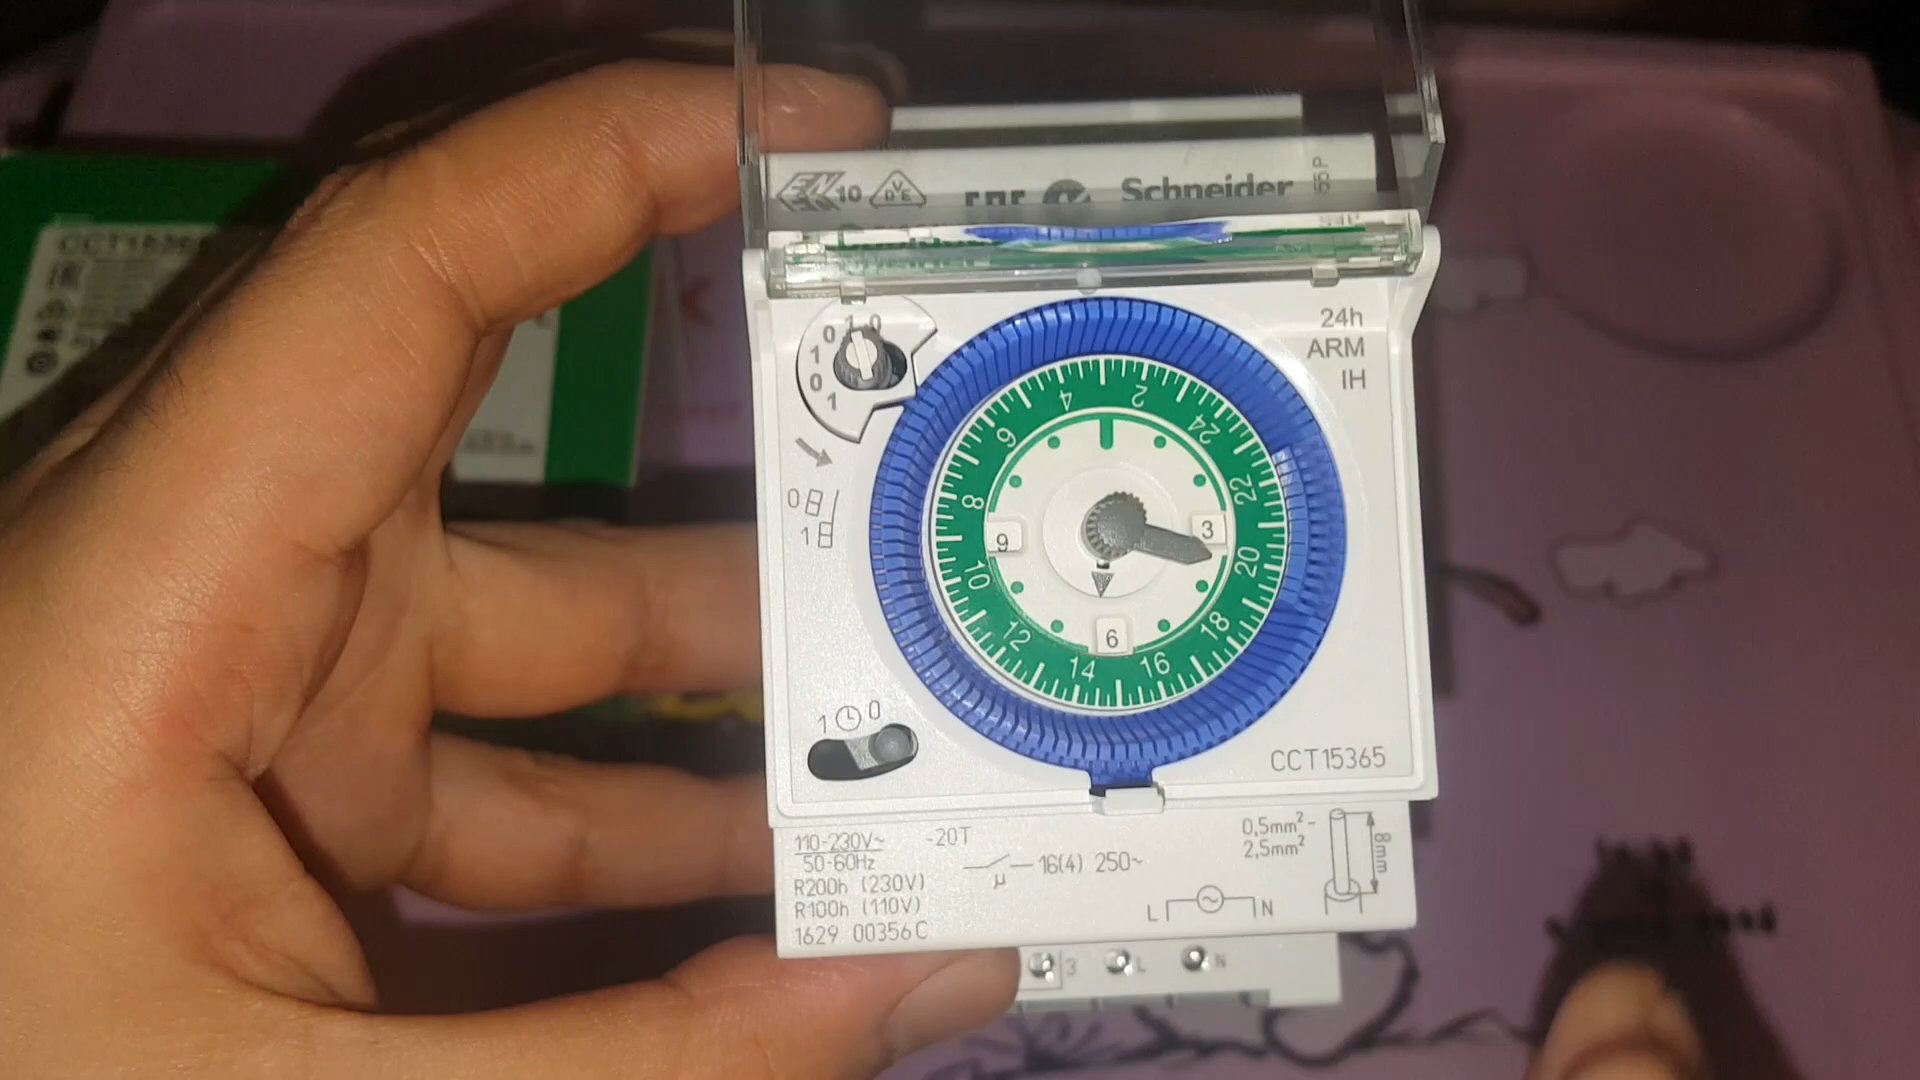 10
DVE
Schneider
55P
24h
ARM
IH
0 1 0
1
0
1
0
1
2
24
22
20
18
16
14
12
10
8
6
4
3
6
9
1 0
CCT15365
110-230V~
50-60Hz
R200h (230V)
R100h (110V)
1629 00356C
-20T
µ
16(4) 250~
0,5mm² -
2,5mm²
8mm
L N
3 L N